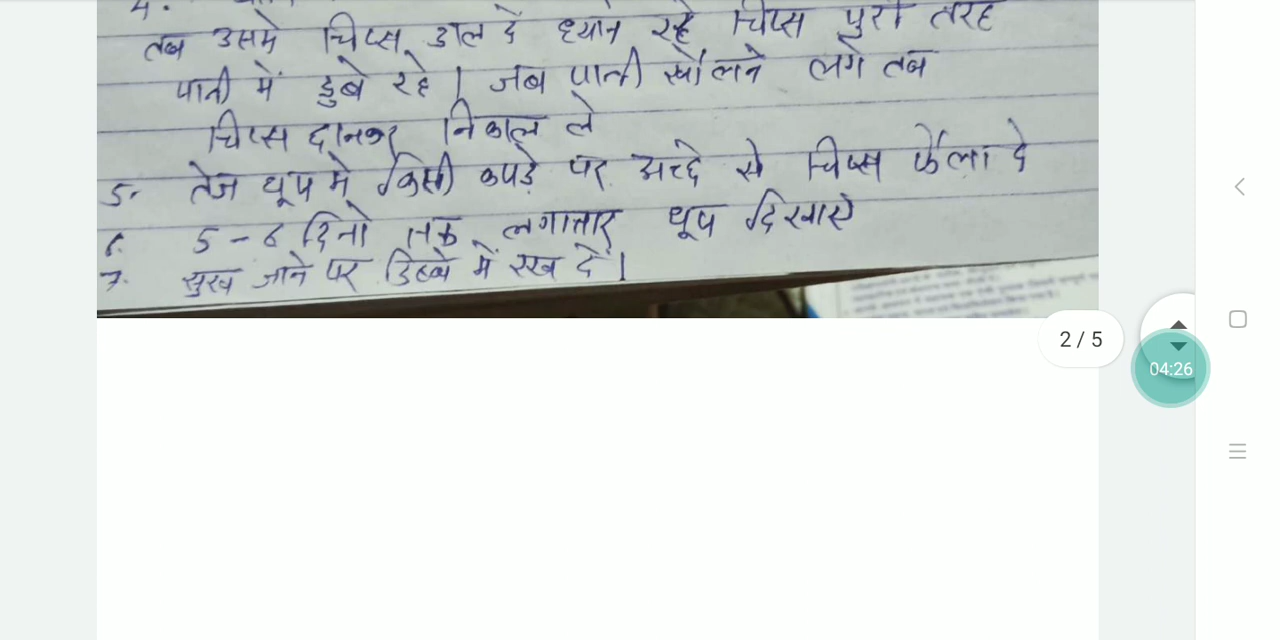 4.
तब उसमे चिप्स डाल दें ध्यान रहे चिप्स पुरी तरह
पानी में डुबे रहे। जब पानी खौलने लगे तब
चिप्स छानकर निकाल ले
5. तेज धूप मे किसी कपड़े पर अच्छे से चिप्स फैला दे
6. 5-6 दिनो तक लगातार धूप दिखाए
7. सुख जाने पर डिब्बे में रख दें।
2 / 5
04:26